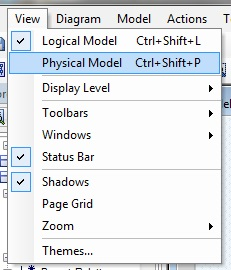 View Diagram Model Actions
Logical Model Ctrl+Shift+L
Physical Model Ctrl+Shift+P
Display Level
Toolbars
Windows
Status Bar
Shadows
Page Grid
Zoom
Themes...